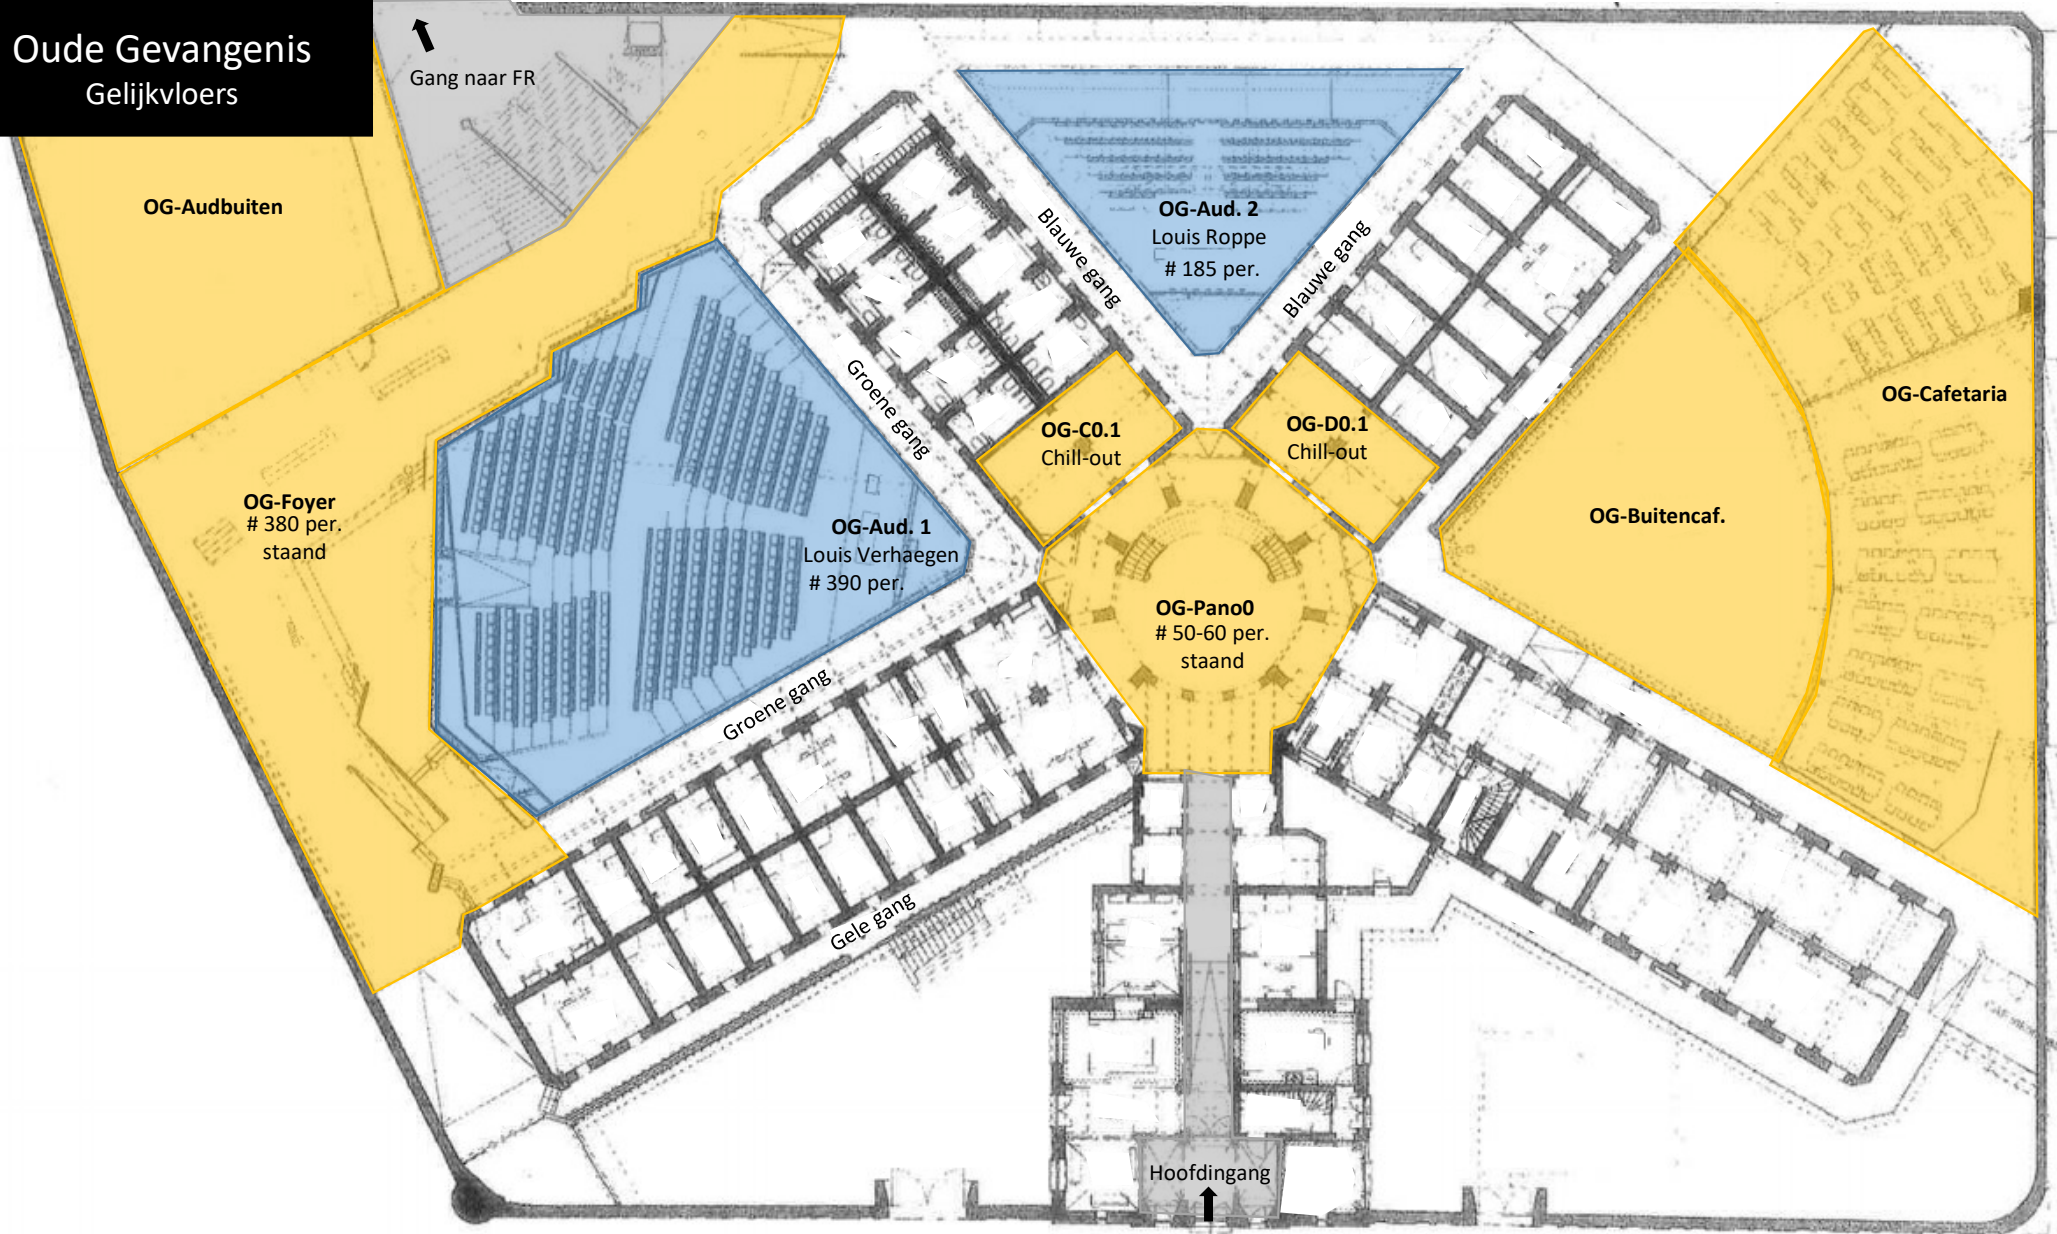 Oude Gevangenis
Gelijkvloers
Gang naar FR
OG-Audbuiten
OG-Aud. 2
Louis Roppe
# 185 per.
Blauwe gang
Blauwe gang
Groene gang
OG-Cafetaria
OG-C0.1
Chill-out
OG-D0.1
Chill-out
OG-Foyer
# 380 per.
staand
OG-Aud. 1
Louis Verhaegen
# 390 per.
OG-Buitencaf.
OG-Pano0
# 50-60 per.
staand
Groene gang
Gele gang
Hoofdingang